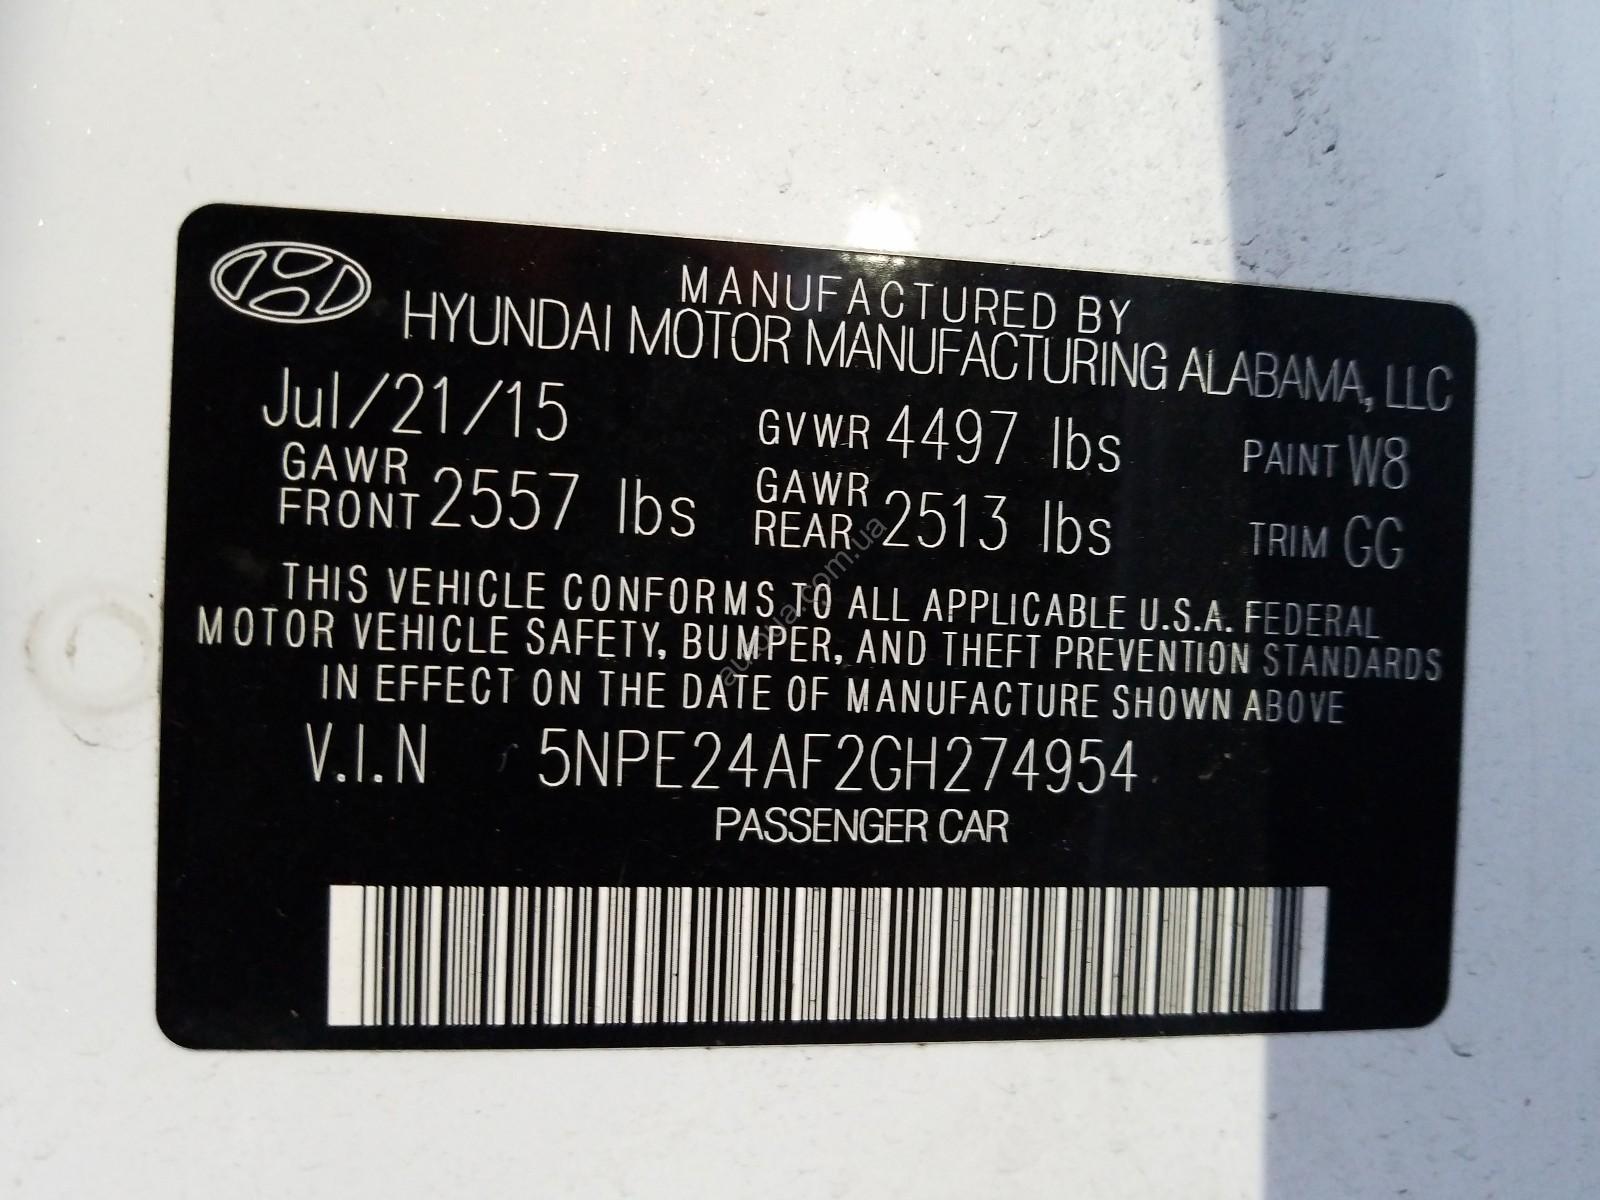 MANUFACTURED BY
HYUNDAI MOTOR MANUFACTURING ALABAMA, LLC
Jul/21/15 GVWR 4497 lbs PAINT W8
GAWR FRONT 2557 lbs GAWR REAR 2513 lbs TRIM GG
THIS VEHICLE CONFORMS TO ALL APPLICABLE U.S.A. FEDERAL
MOTOR VEHICLE SAFETY, BUMPER, AND THEFT PREVENTION STANDARDS
IN EFFECT ON THE DATE OF MANUFACTURE SHOWN ABOVE
V.I.N 5NPE24AF2GH274954
PASSENGER CAR